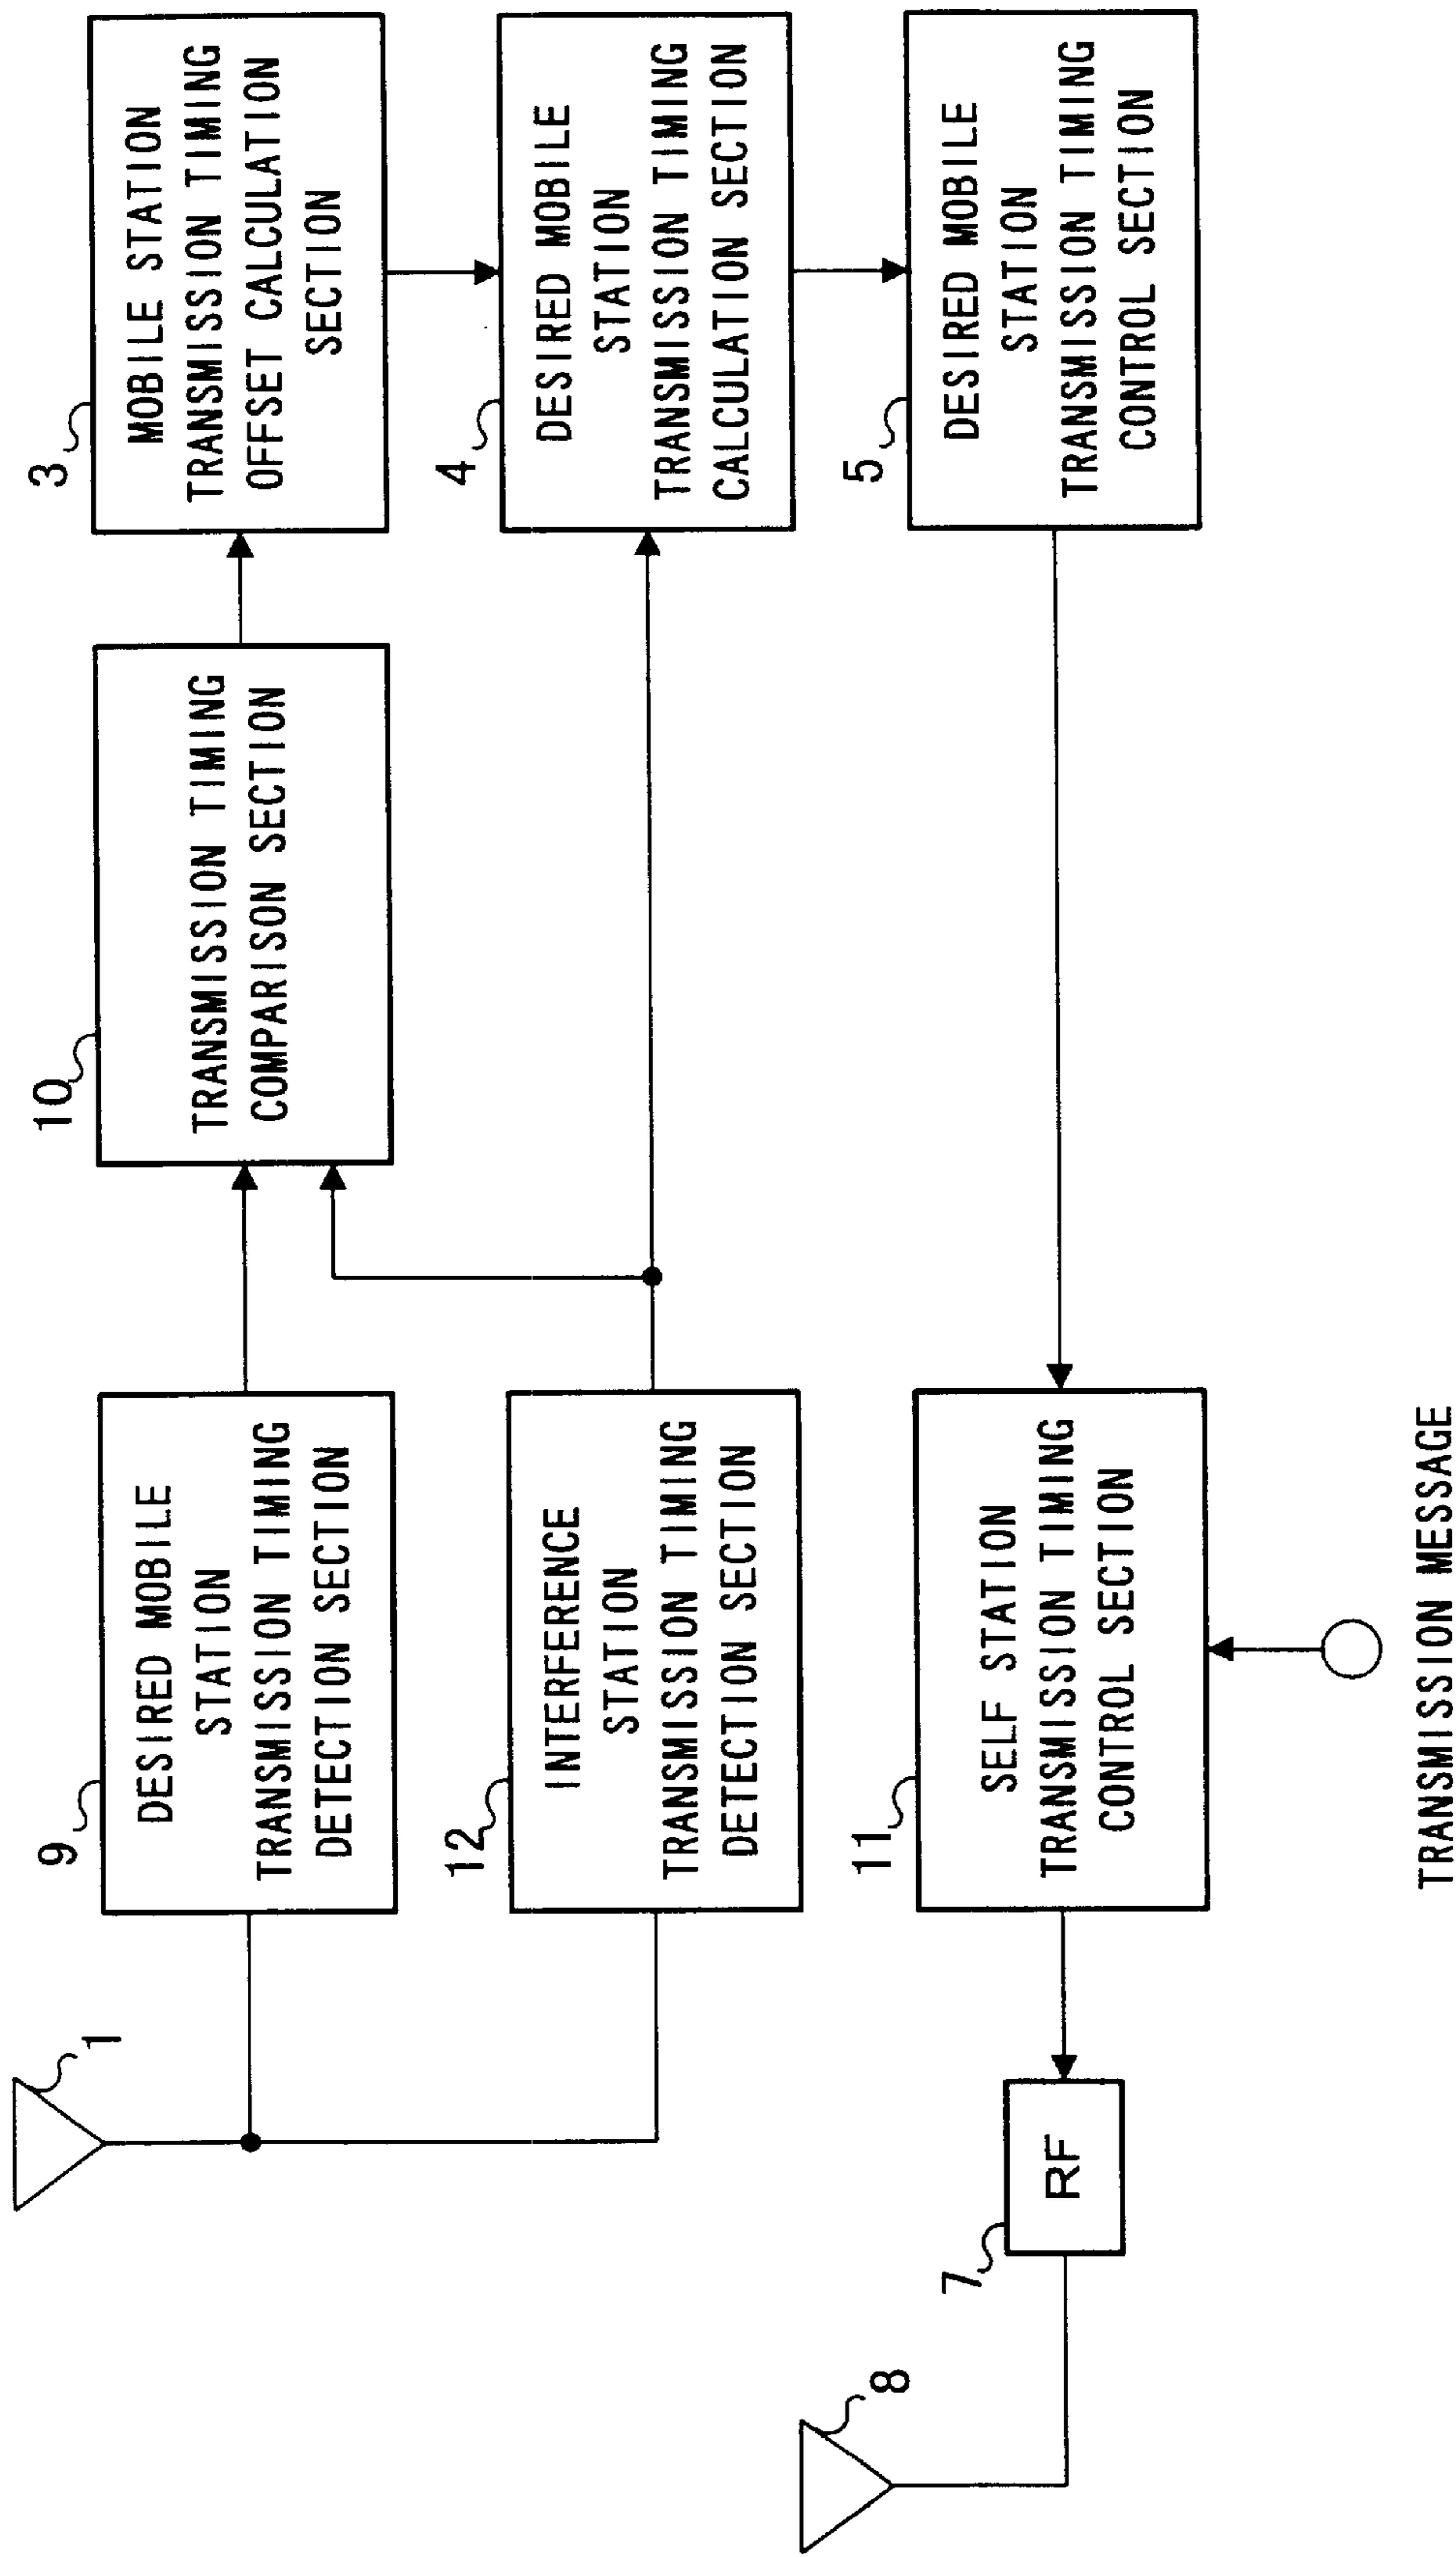 1
9
DESIRED MOBILE
STATION
TRANSMISSION TIMING
DETECTION SECTION
10
TRANSMISSION TIMING
COMPARISON SECTION
3
MOBILE STATION
TRANSMISSION TIMING
OFFSET CALCULATION
SECTION
12
INTERFERENCE
STATION
TRANSMISSION TIMING
DETECTION SECTION
4
DESIRED MOBILE
STATION
TRANSMISSION TIMING
CALCULATION SECTION
8
7
RF
11
SELF STATION
TRANSMISSION TIMING
CONTROL SECTION
5
DESIRED MOBILE
STATION
TRANSMISSION TIMING
CONTROL SECTION
TRANSMISSION MESSAGE